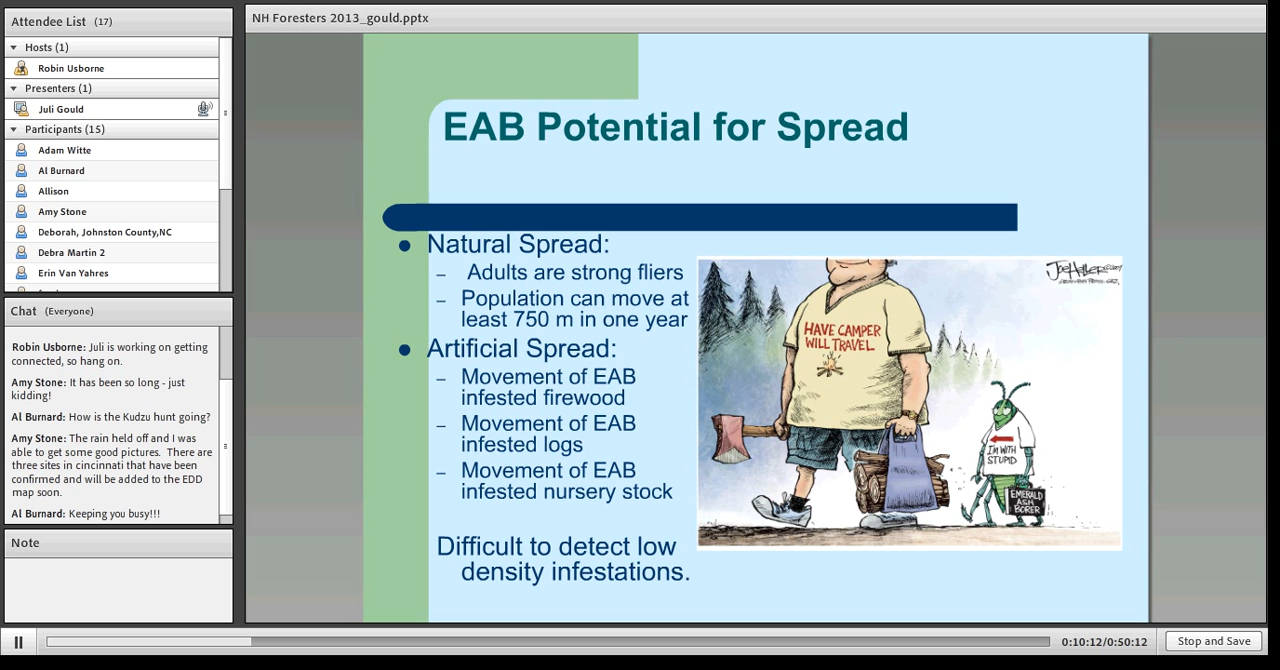 Attendee List (17)
Hosts (1)
Robin Usborne
Presenters (1)
Juli Gould
Participants (15)
Adam Witte
Al Burnard
Allison
Amy Stone
Deborah, Johnston County,NC
Debra Martin 2
Erin Van Yahres
Chat (Everyone)
Robin Usborne: Juli is working on getting
connected, so hang on.
Amy Stone: It has been so long - just
kidding!
Al Burnard: How is the Kudzu hunt going?
Amy Stone: The rain held off and I was
able to get some good pictures. There are
three sites in cincinnati that have been
confirmed and will be added to the EDD
map soon.
Al Burnard: Keeping you busy!!!
Note
NH Foresters 2013_gould.pptx
EAB Potential for Spread
● Natural Spread:
– Adults are strong fliers
– Population can move at
least 750 m in one year
● Artificial Spread:
– Movement of EAB
infested firewood
– Movement of EAB
infested logs
– Movement of EAB
infested nursery stock
Difficult to detect low
density infestations.
HAVE CAMPER
WILL TRAVEL
I'M WITH
STUPID
EMERALD
ASH
BORER
0:10:12/0:50:12
Stop and Save